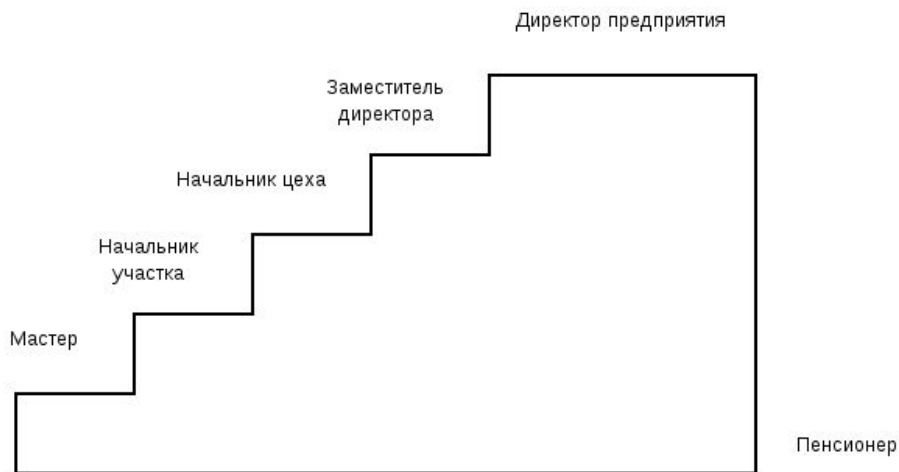 Директор предприятия
Заместитель
директора
Начальник цеха
Начальник
участка
Мастер
Пенсионер